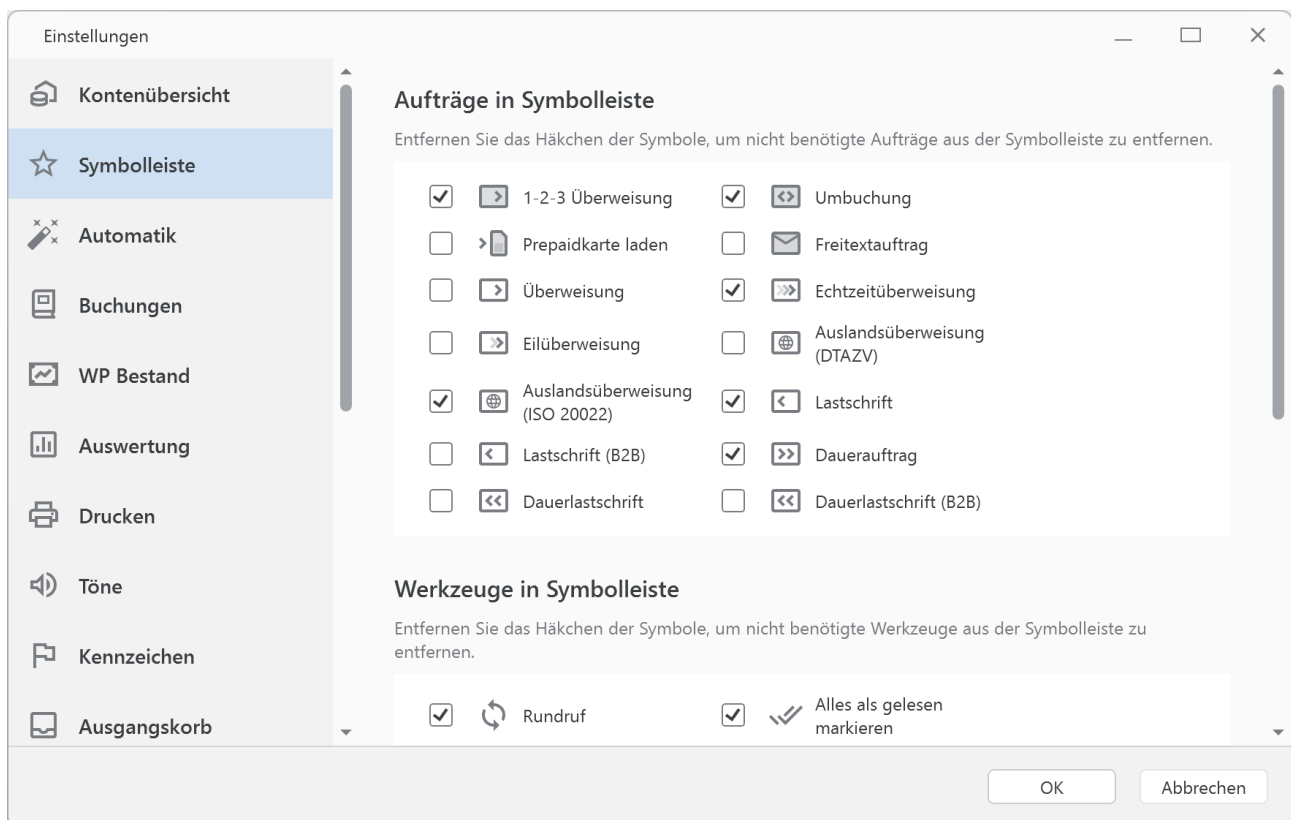 Einstellungen
Kontenübersicht
Symbolleiste
Automatik
Buchungen
WP Bestand
Auswertung
Drucken
Töne
Kennzeichen
Ausgangskorb
Aufträge in Symbolleiste
Entfernen Sie das Häkchen der Symbole, um nicht benötigte Aufträge aus der Symbolleiste zu entfernen.
1-2-3 Überweisung
Umbuchung
Prepaidkarte laden
Freitextauftrag
Überweisung
Echtzeitüberweisung
Eilüberweisung
Auslandsüberweisung
(DTAZV)
Auslandsüberweisung
(ISO 20022)
Lastschrift
Lastschrift (B2B)
Dauerauftrag
Dauerlastschrift
Dauerlastschrift (B2B)
Werkzeuge in Symbolleiste
Entfernen Sie das Häkchen der Symbole, um nicht benötigte Werkzeuge aus der Symbolleiste zu
entfernen.
Rundruf
Alles als gelesen
markieren
OK
Abbrechen